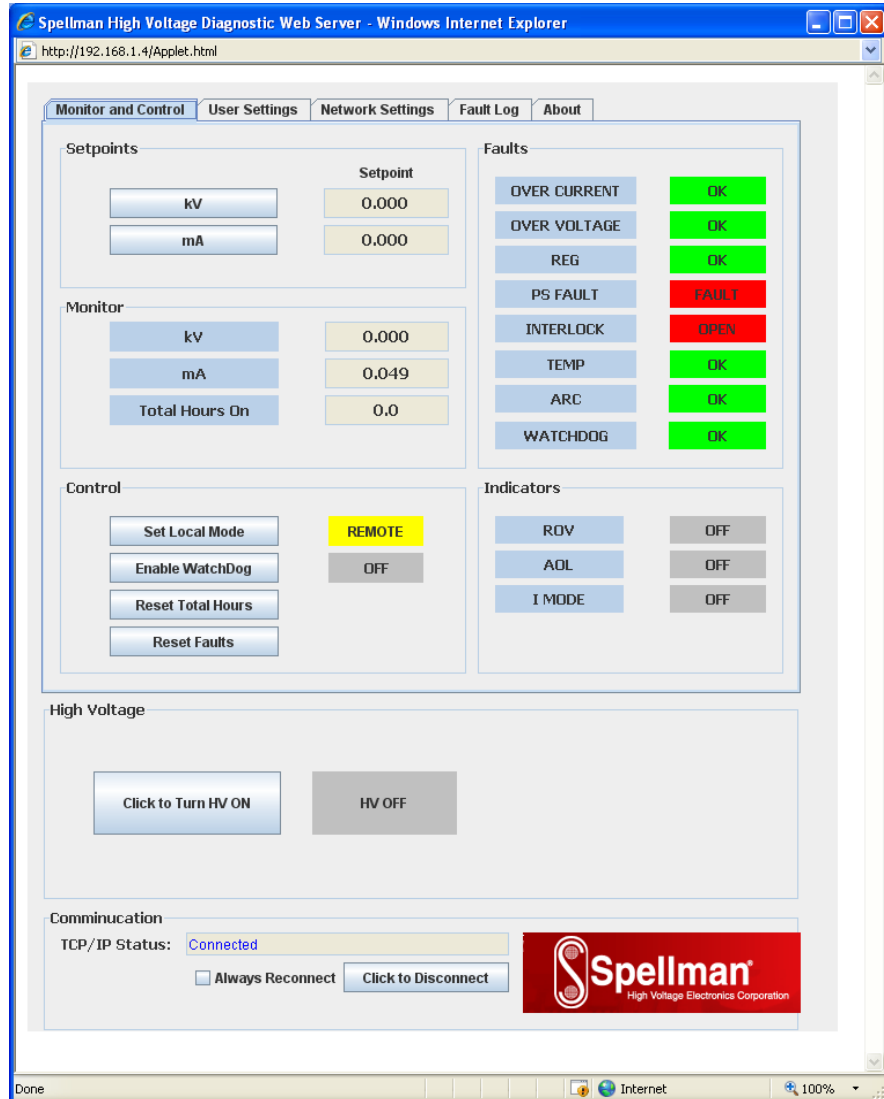 Spellman High Voltage Diagnostic Web Server - Windows Internet Explorer
http://192.168.1.4/Applet.html
Monitor and Control User Settings Network Settings Fault Log About
Setpoints
Setpoint
kV 0.000
mA 0.000
Monitor
kV 0.000
mA 0.049
Total Hours On 0.0
Faults
OVER CURRENT OK
OVER VOLTAGE OK
REG OK
PS FAULT FAULT
INTERLOCK OPEN
TEMP OK
ARC OK
WATCHDOG OK
Control
Set Local Mode REMOTE
Enable WatchDog OFF
Reset Total Hours
Reset Faults
Indicators
ROV OFF
AOL OFF
I MODE OFF
High Voltage
Click to Turn HV ON HV OFF
Comminucation
TCP/IP Status: Connected
Always Reconnect Click to Disconnect
Spellman®
High Voltage Electronics Corporation
Done Internet 100%